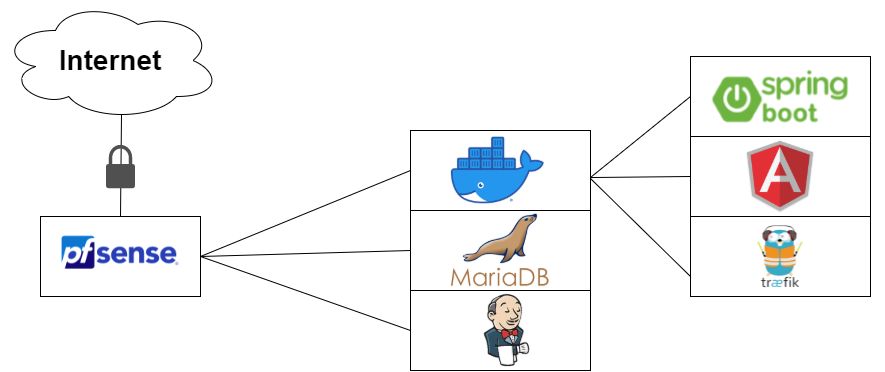 Internet
pfsense
MariaDB
spring
boot
A
træfik